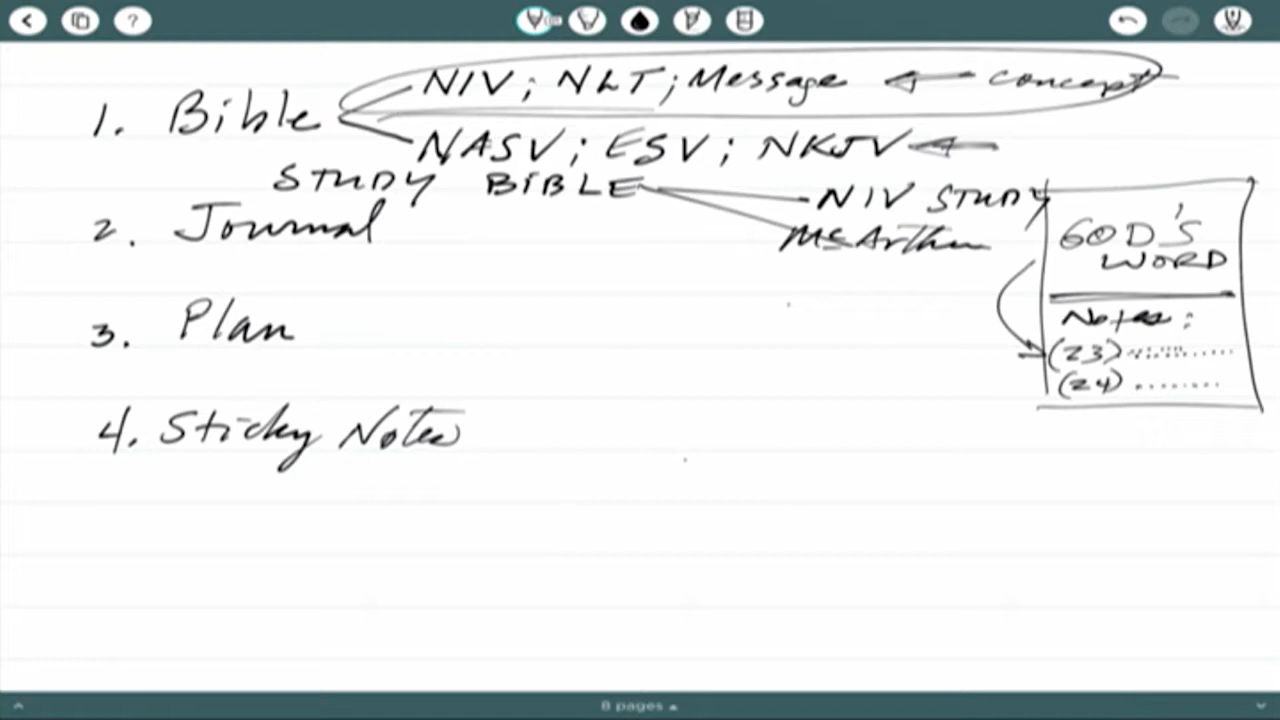 ?
NIV; NLT; Message ← concept
1. Bible
NASV; ESV; NKJV ←
STUDY BIBLE
NIV STUDY
McArthur
2. Journal
GOD'S
WORD
Notes:
(23)
(24)
3. Plan
4. Sticky Notes
8 pages